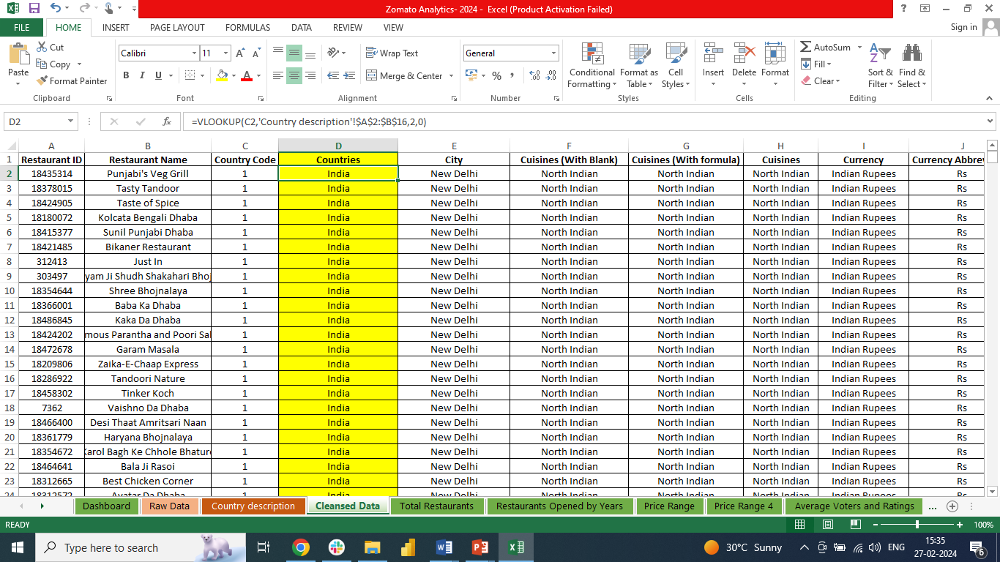 Zomato Analytics- 2024 - Excel (Product Activation Failed)
FILE HOME INSERT PAGE LAYOUT FORMULAS DATA REVIEW VIEW Sign in
Paste
Cut
Copy
Format Painter
Clipboard
Calibri 11
B I U
Font
Wrap Text
Merge & Center
Alignment
General
%
Number
Conditional Formatting
Format as Table
Cell Styles
Styles
Insert Delete Format
Cells
AutoSum
Fill
Clear
Sort & Filter
Find & Select
Editing
D2 fx =VLOOKUP(C2,'Country description'!$A$2:$B$16,2,0)
A B C D E F G H I J
1 Restaurant ID Restaurant Name Country Code Countries City Cuisines (With Blank) Cuisines (With formula) Cuisines Currency Currency Abbrev
2 18435314 Punjabi's Veg Grill 1 India New Delhi North Indian North Indian North Indian Indian Rupees Rs
3 18378015 Tasty Tandoor 1 India New Delhi North Indian North Indian North Indian Indian Rupees Rs
4 18424905 Taste of Spice 1 India New Delhi North Indian North Indian North Indian Indian Rupees Rs
5 18180072 Kolcata Bengali Dhaba 1 India New Delhi North Indian North Indian North Indian Indian Rupees Rs
6 18415377 Sunil Punjabi Dhaba 1 India New Delhi North Indian North Indian North Indian Indian Rupees Rs
7 18421485 Bikaner Restaurant 1 India New Delhi North Indian North Indian North Indian Indian Rupees Rs
8 312413 Just In 1 India New Delhi North Indian North Indian North Indian Indian Rupees Rs
9 303497 yam Ji Shudh Shakahari Bhoj 1 India New Delhi North Indian North Indian North Indian Indian Rupees Rs
10 18354644 Shree Bhojnalaya 1 India New Delhi North Indian North Indian North Indian Indian Rupees Rs
11 18366001 Baba Ka Dhaba 1 India New Delhi North Indian North Indian North Indian Indian Rupees Rs
12 18486845 Kaka Da Dhaba 1 India New Delhi North Indian North Indian North Indian Indian Rupees Rs
13 18424202 mous Parantha and Poori Sal 1 India New Delhi North Indian North Indian North Indian Indian Rupees Rs
14 18472678 Garam Masala 1 India New Delhi North Indian North Indian North Indian Indian Rupees Rs
15 18209806 Zaika-E-Chaap Express 1 India New Delhi North Indian North Indian North Indian Indian Rupees Rs
16 18286922 Tandoori Nature 1 India New Delhi North Indian North Indian North Indian Indian Rupees Rs
17 18458302 Tinker Koch 1 India New Delhi North Indian North Indian North Indian Indian Rupees Rs
18 7362 Vaishno Da Dhaba 1 India New Delhi North Indian North Indian North Indian Indian Rupees Rs
19 18466400 Desi Thaat Amritsari Naan 1 India New Delhi North Indian North Indian North Indian Indian Rupees Rs
20 18361779 Haryana Bhojnalaya 1 India New Delhi North Indian North Indian North Indian Indian Rupees Rs
21 18354672 Karol Bagh Ke Chhole Bhature 1 India New Delhi North Indian North Indian North Indian Indian Rupees Rs
22 18464641 Bala Ji Rasoi 1 India New Delhi North Indian North Indian North Indian Indian Rupees Rs
23 18312665 Best Chicken Corner 1 India New Delhi North Indian North Indian North Indian Indian Rupees Rs
24 18312572 Avatar Da Dhaba 1 India New Delhi North Indian North Indian North Indian Indian Rupees Rs
Dashboard Raw Data Country description Cleansed Data Total Restaurants Restaurants Opened by Years Price Range Price Range 4 Average Voters and Ratings ...
READY 100%
Type here to search 30°C Sunny ENG 15:35
27-02-2024 6